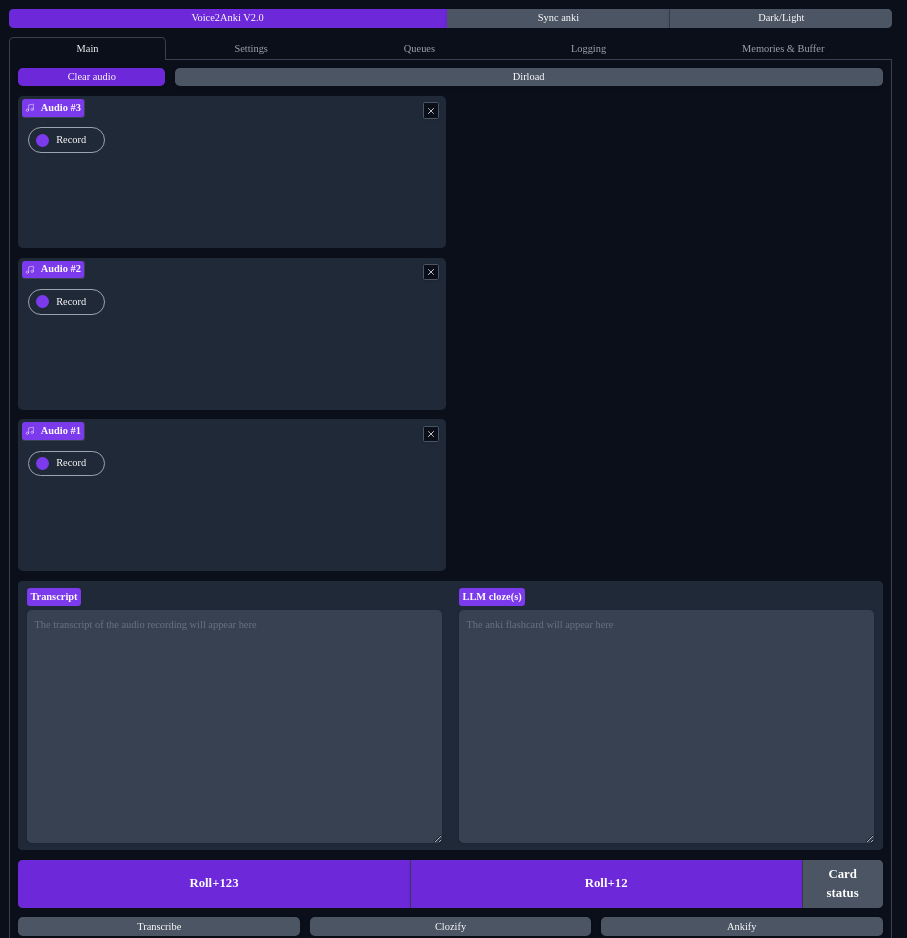 Voice2Anki V2.0 Sync anki Dark/Light
Main Settings Queues Logging Memories & Buffer
Clear audio Dirload
Audio #3
Record
Audio #2
Record
Audio #1
Record
Transcript LLM cloze(s)
The transcript of the audio recording will appear here The anki flashcard will appear here
Roll+123 Roll+12 Card
status
Transcribe Clozify Ankify